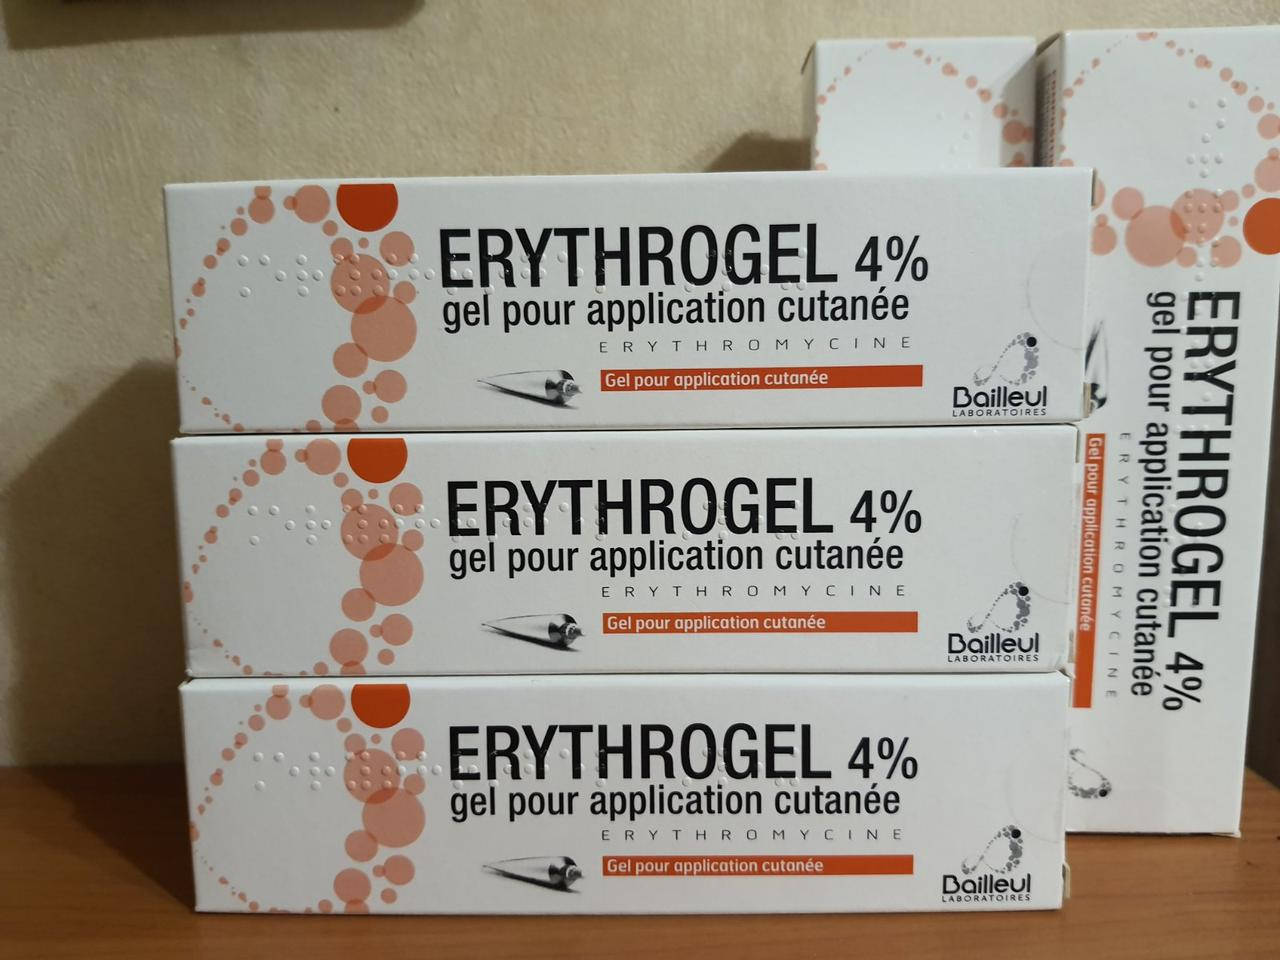 ERYTHROGEL 4%
gel pour application cutanée
ERYTHROMYCINE
Gel pour application cutanée
Bailleul
LABORATOIRES
ERYTHROGEL 4%
gel pour application cutanée
ERYTHROMYCINE
Gel pour application cutanée
Bailleul
LABORATOIRES
ERYTHROGEL 4%
gel pour application cutanée
ERYTHROMYCINE
Gel pour application cutanée
Bailleul
LABORATOIRES
ERYTHROGEL 4%
gel pour application cutanée
ERYTHROMYCINE
Gel pour application cutanée